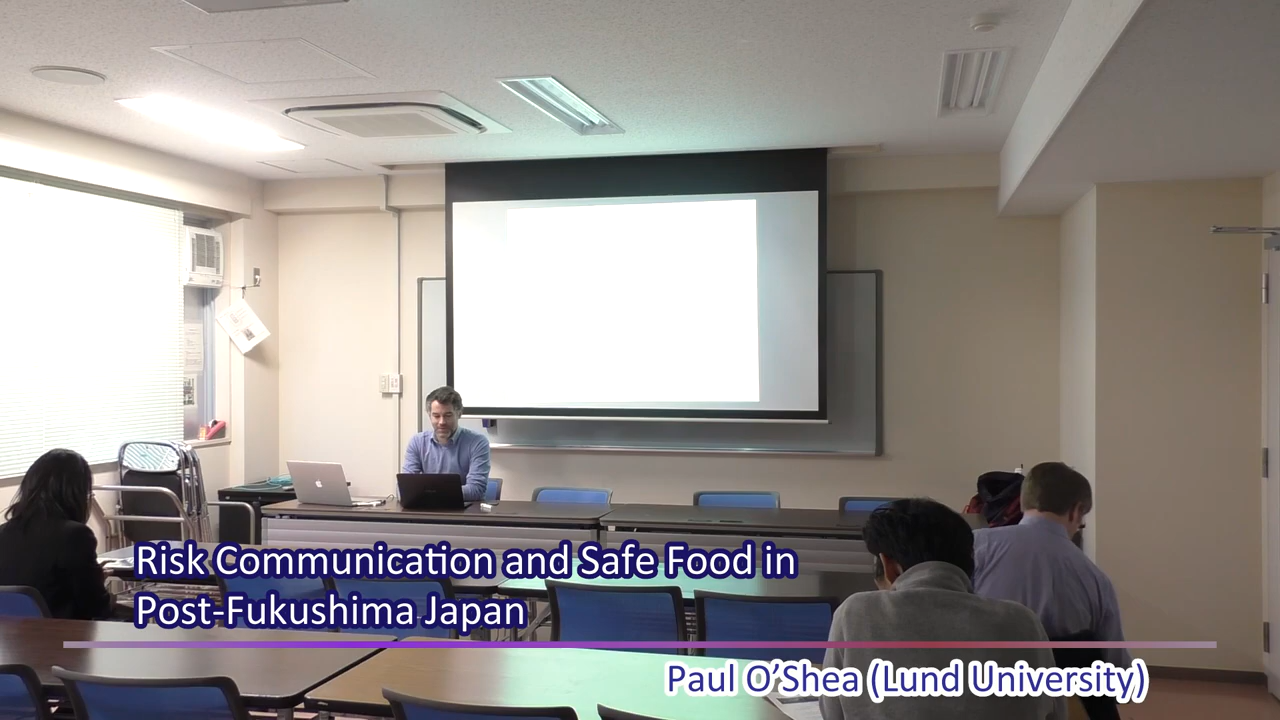 Risk Communication and Safe Food in
Post-Fukushima Japan
Paul O'Shea (Lund University)